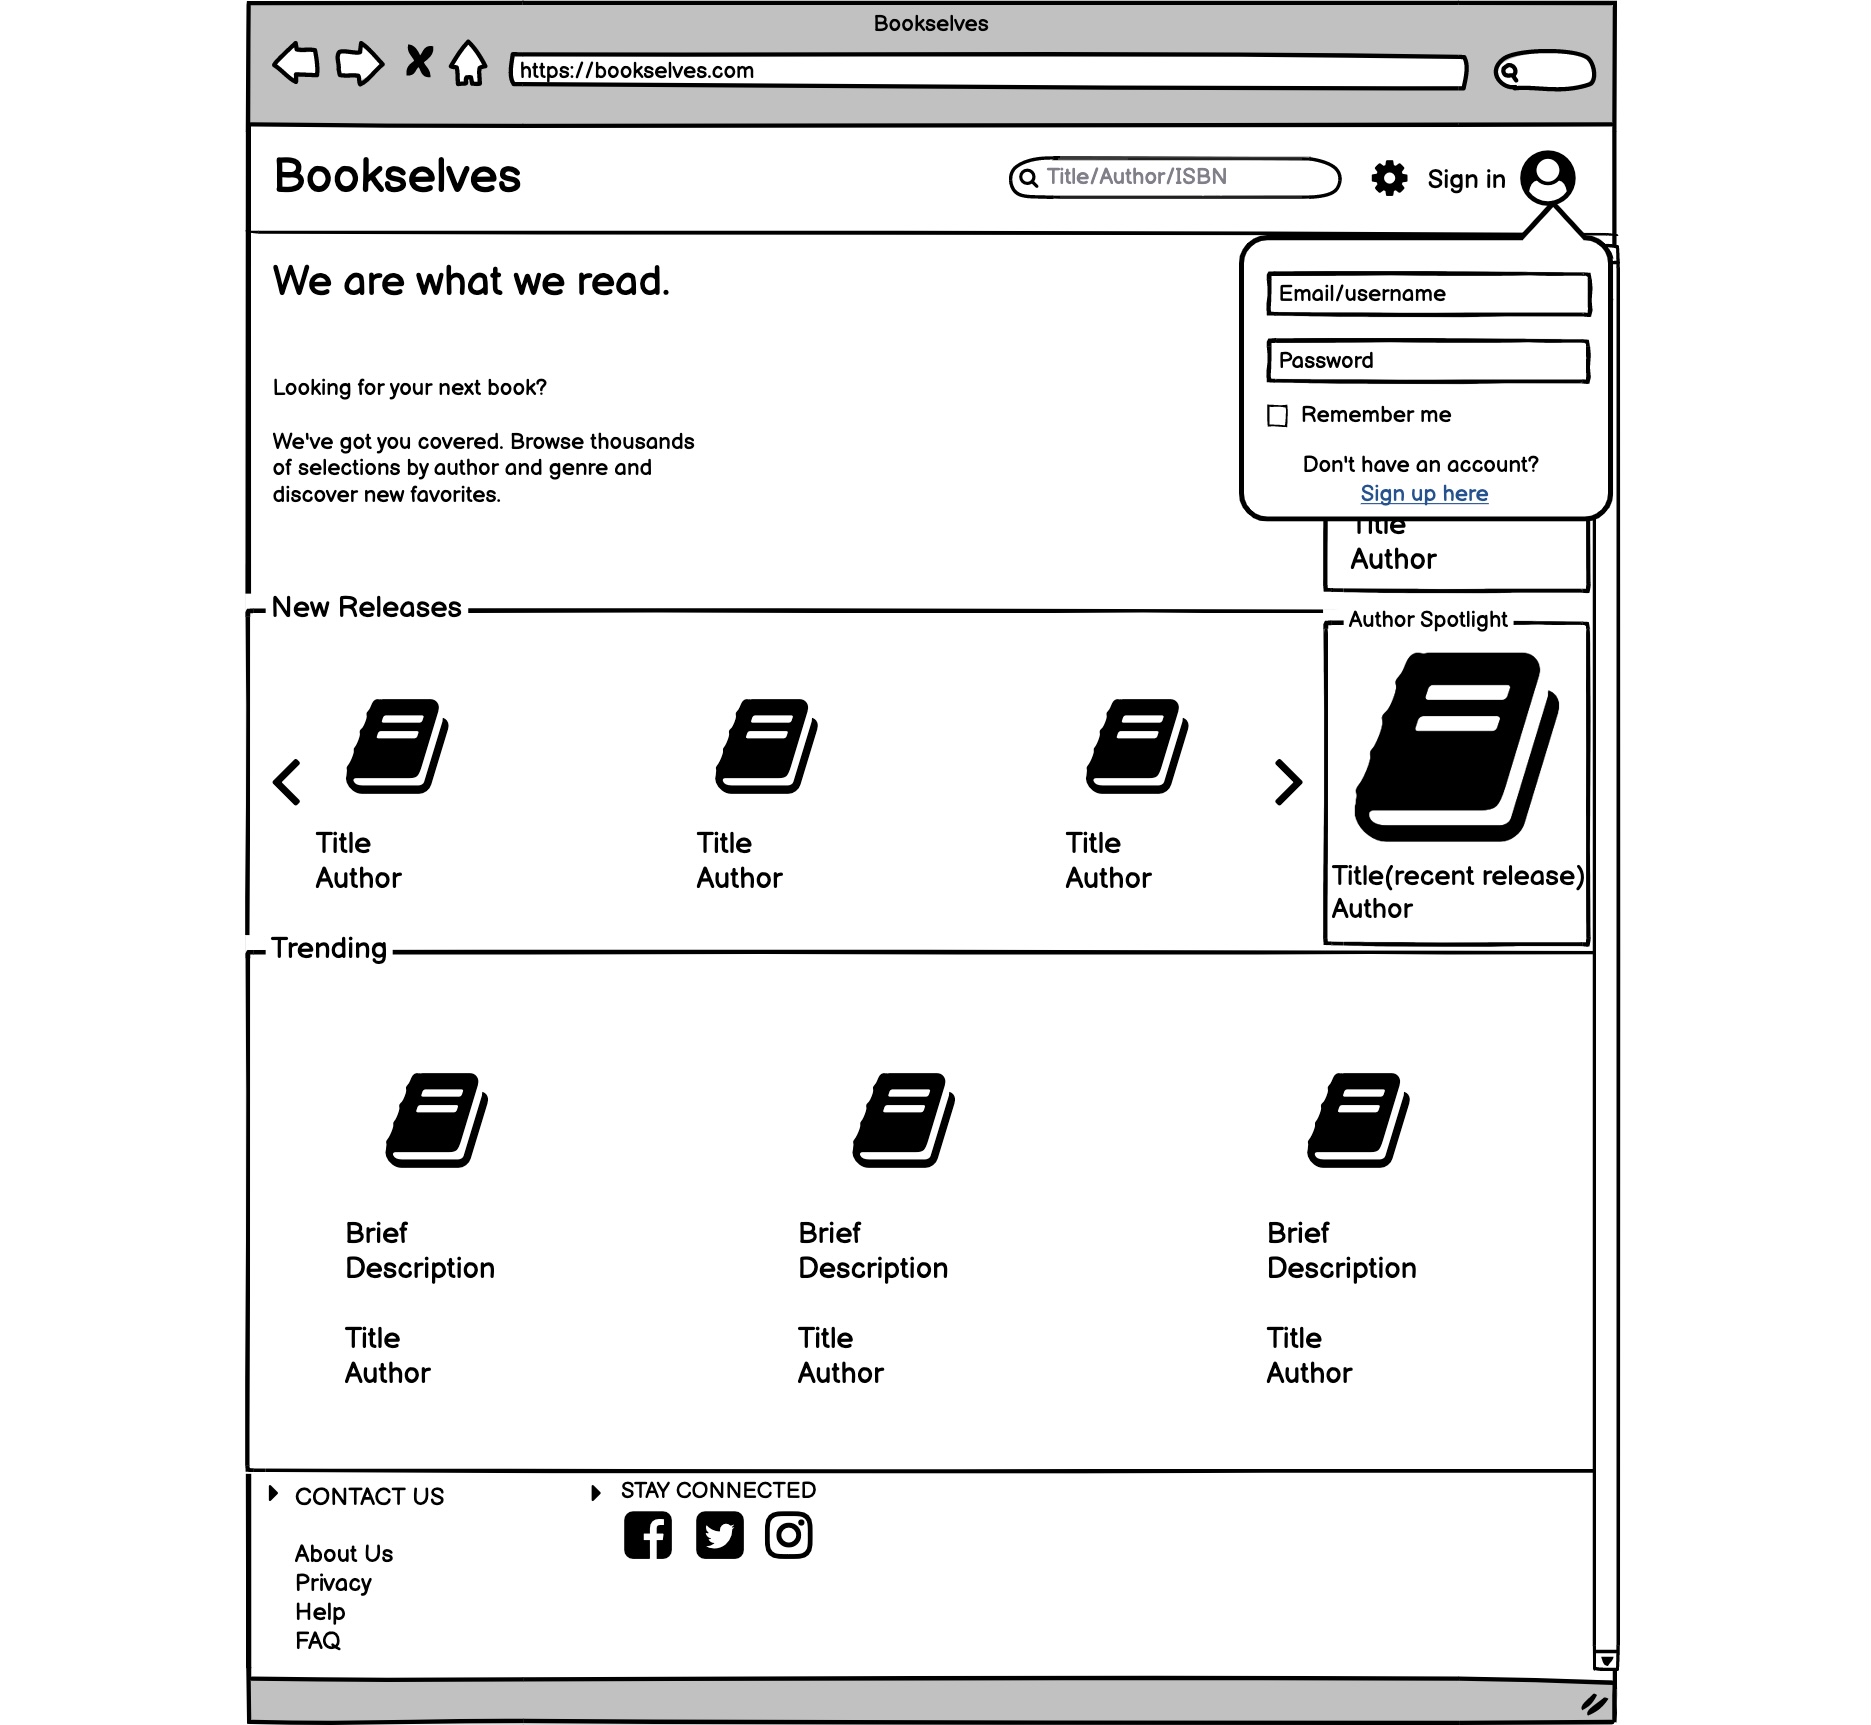 Bookselves
https://bookselves.com
Bookselves
Title/Author/ISBN
Sign in
We are what we read.
Email/username
Password
Remember me
Don't have an account?
Sign up here
Looking for your next book?
We've got you covered. Browse thousands
of selections by author and genre and
discover new favorites.
Title
Author
New Releases
Title
Author
Title
Author
Title
Author
Author Spotlight
Title(recent release)
Author
Trending
Brief
Description
Title
Author
Brief
Description
Title
Author
Brief
Description
Title
Author
CONTACT US
About Us
Privacy
Help
FAQ
STAY CONNECTED